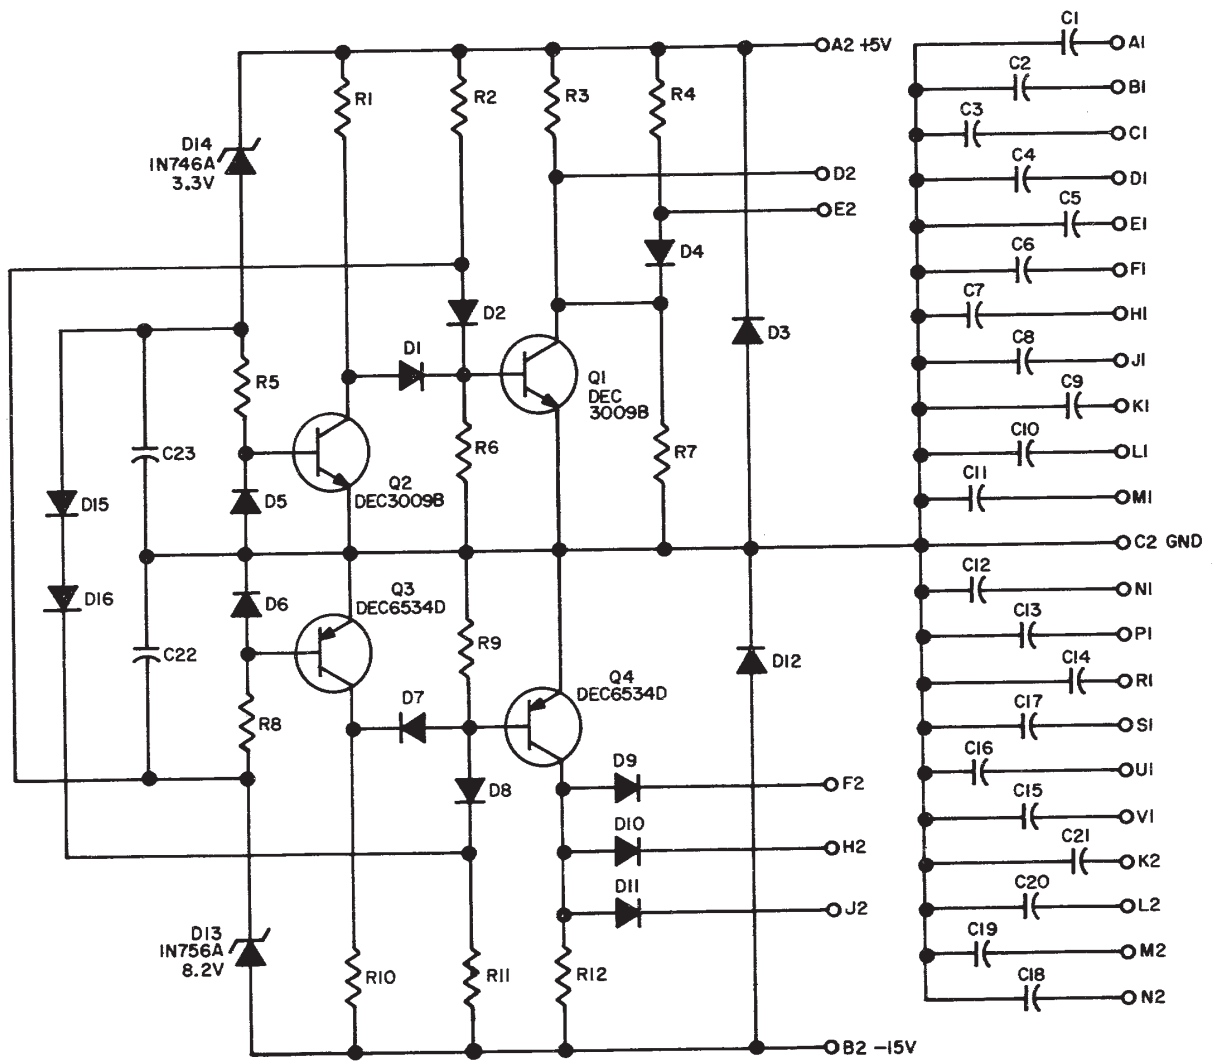 C1
A2 +5V
A1
C2
B1
R1
R2
R3
R4
C3
C1
D14
1N746A
3.3V
C4
D2
D1
C5
E2
E1
D4
C6
F1
C7
H1
D2
D3
C8
J1
D1
R5
Q1
DEC
3009B
C9
K1
C10
L1
C23
R6
R7
Q2
DEC3009B
C11
M1
D15
D5
C2 GND
C12
N1
D16
D6
Q3
DEC6534D
C13
P1
C22
R9
D12
C14
R1
Q4
DEC6534D
D7
R8
C17
S1
D9
C16
U1
D8
F2
C15
V1
D10
H2
C21
K2
D11
J2
C20
L2
D13
1N756A
8.2V
C19
M2
R10
R11
R12
C18
N2
B2 -15V